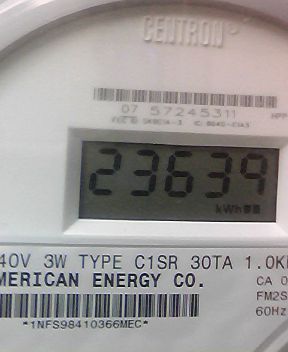 CENTRON
07 57245311
23639
kWh
40V 3W TYPE C1SR 30TA 1.0K
MERICAN ENERGY CO.
CA 0
FM2S
60Hz
*1NFS98410366MEC*